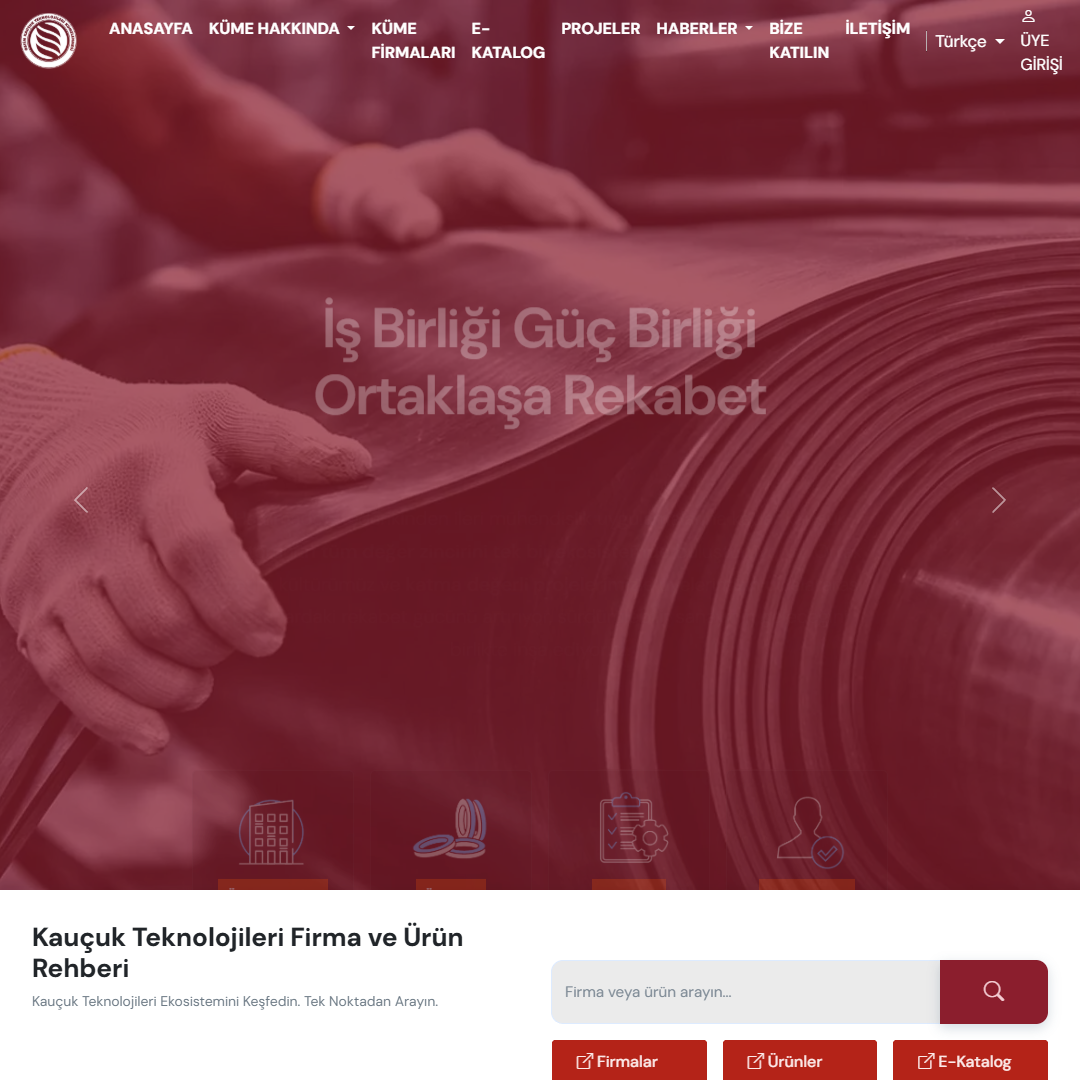 ANASAYFA
KÜME HAKKINDA
KÜME
FİRMALARI
E-
KATALOG
PROJELER
HABERLER
BİZE
KATILIN
İLETİŞİM
Türkçe
ÜYE
GİRİŞİ
İş Birliği Güç Birliği
Ortaklaşa Rekabet
Kauçuk Teknolojileri Firma ve Ürün
Rehberi
Kauçuk Teknolojileri Ekosistemini Keşfedin. Tek Noktadan Arayın.
Firma veya ürün arayın...
Firmalar
Ürünler
E-Katalog